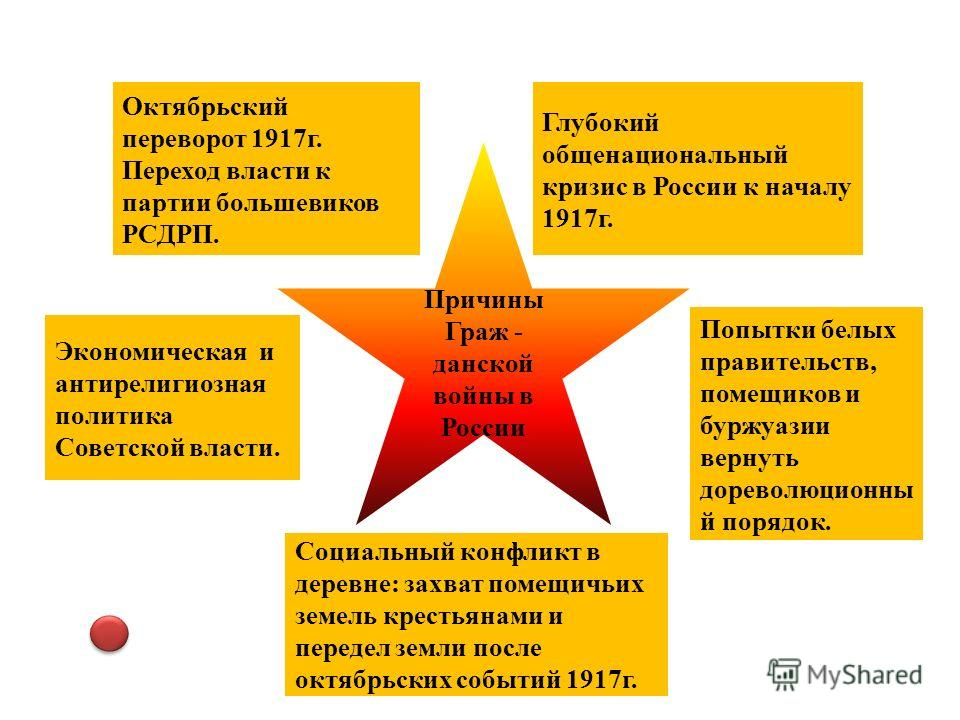 Октябрьский
переворот 1917г.
Переход власти к
партии большевиков
РСДРП.
Глубокий
общенациональный
кризис в России к началу
1917г.
Причины
Граж -
данской
войны в
России
Экономическая и
антирелигиозная
политика
Советской власти.
Попытки белых
правительств,
помещиков и
буржуазии
вернуть
дореволюционны
й порядок.
Социальный конфликт в
деревне: захват помещичьих
земель крестьянами и
передел земли после
октябрьских событий 1917г.
MyShared